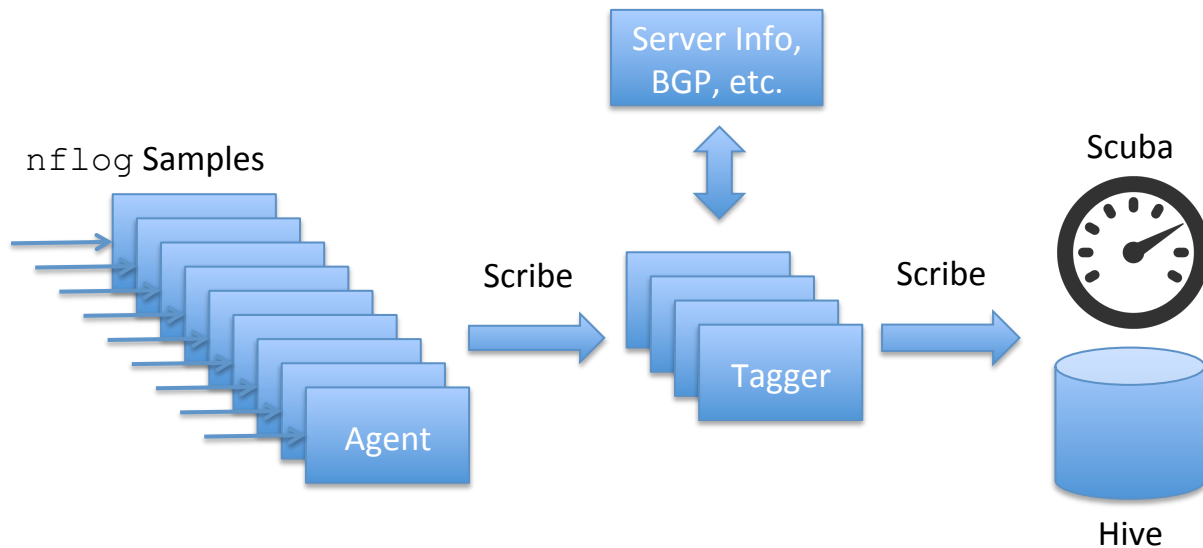 Server Info,
BGP, etc.
nflog Samples
Scuba
Scribe
Scribe
Tagger
Agent
Hive